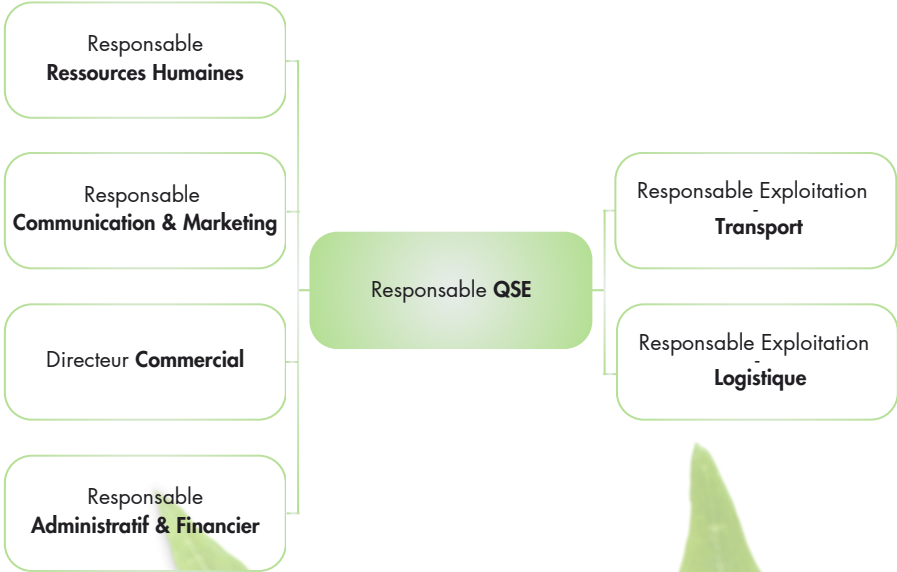 Responsable
Ressources Humaines
Responsable
Communication & Marketing
Directeur Commercial
Responsable
Administratif & Financier
Responsable QSE
Responsable Exploitation
-
Transport
Responsable Exploitation
-
Logistique